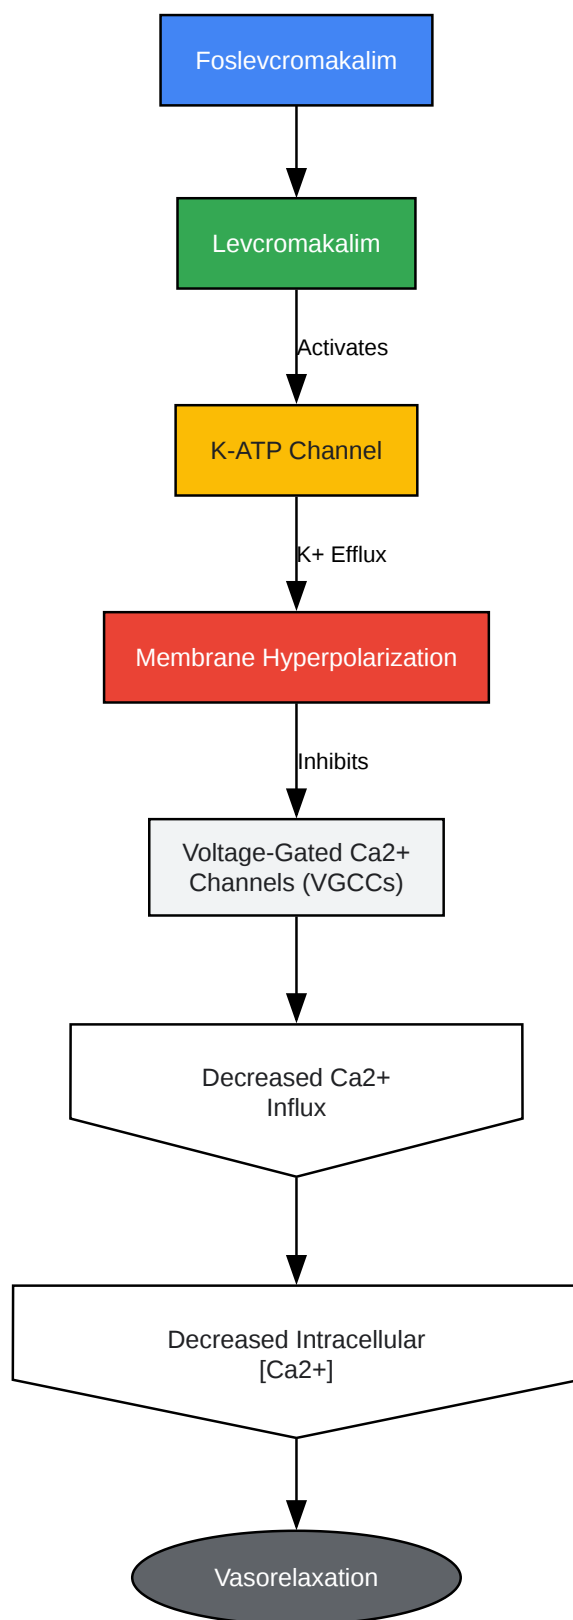 Foslevcromakalim
Levcromakalim
Activates
K-ATP Channel
K+ Efflux
Membrane Hyperpolarization
Inhibits
Voltage-Gated Ca2+
Channels (VGCCs)
Decreased Ca2+
Influx
Decreased Intracellular
[Ca2+]
Vasorelaxation